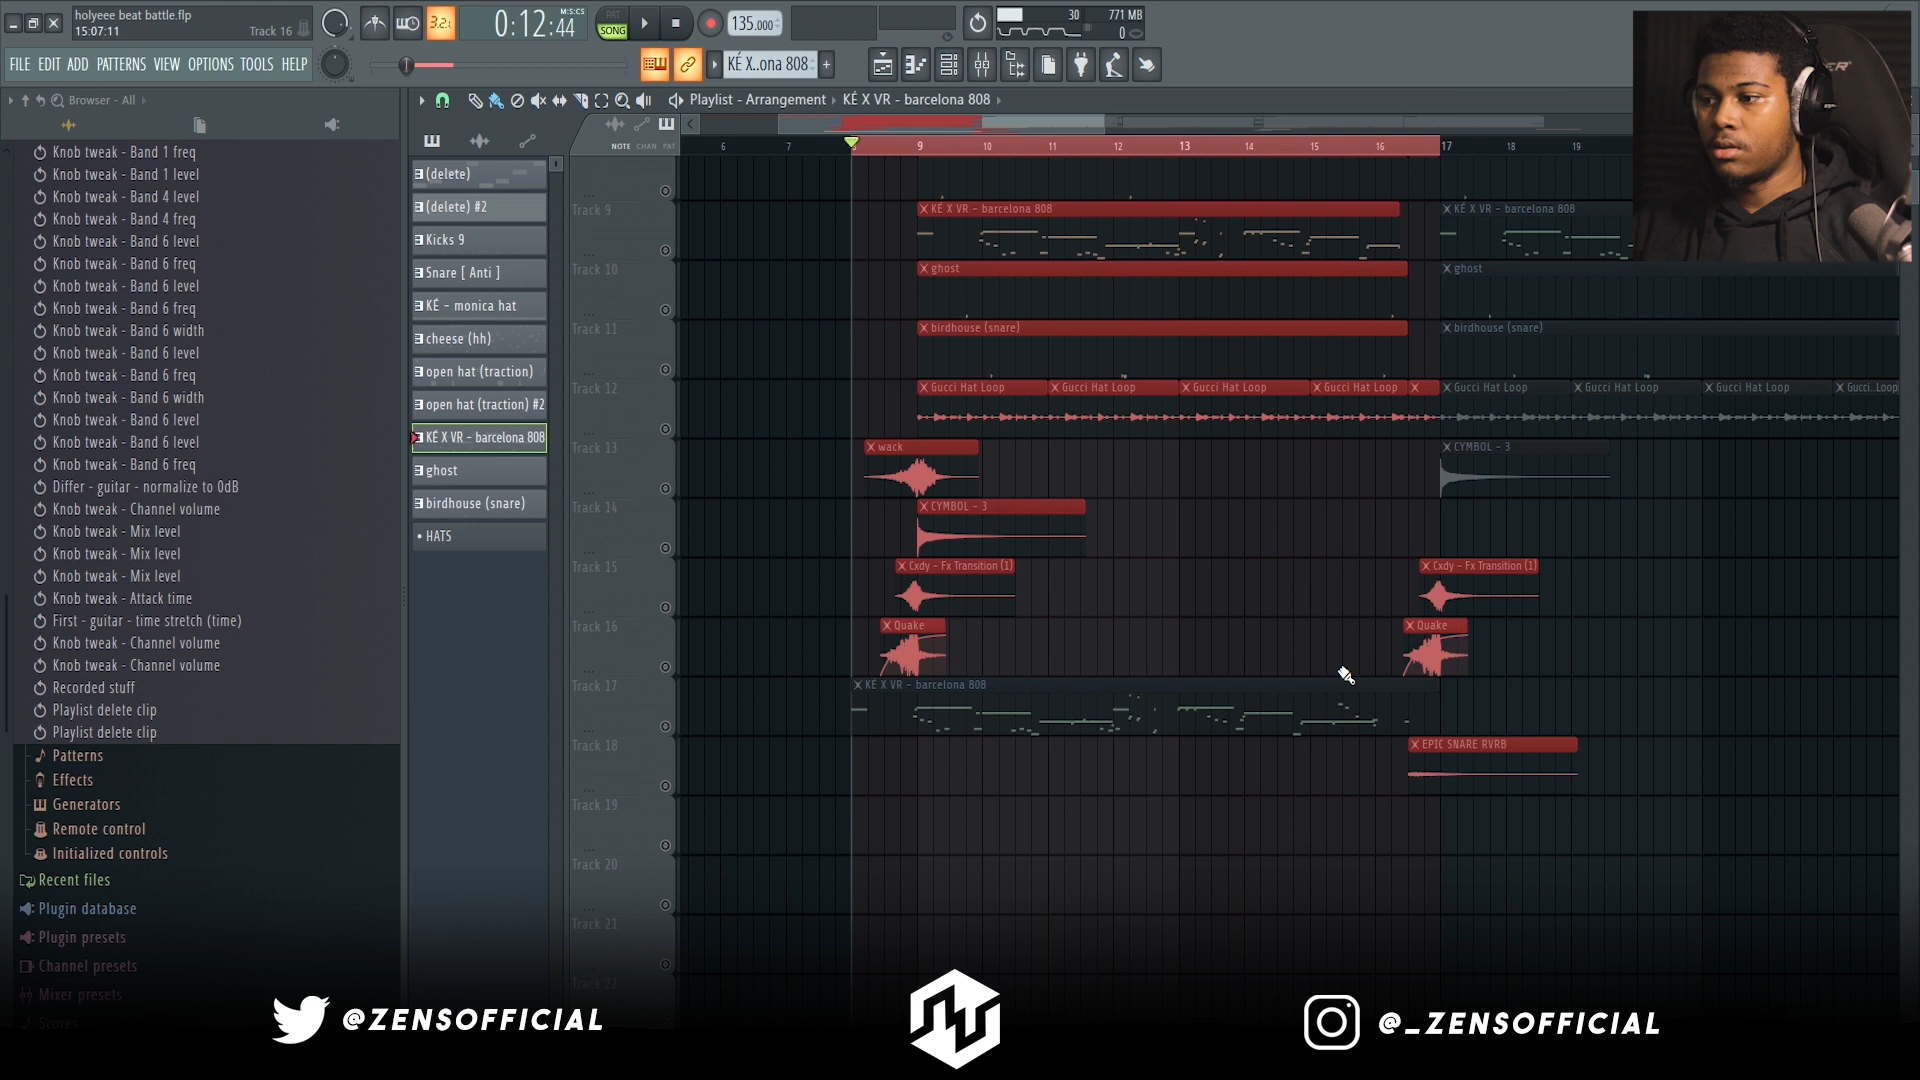 holyeee beat battle.flp
15:07:11
Track 16
3.2
0:12:44
M:S:CS
PAT
SONG
135.000
30
771 MB
0
FILE EDIT ADD PATTERNS VIEW OPTIONS TOOLS HELP
KÉ X..ona 808
Browser - All
Playlist - Arrangement
KÉ X VR - barcelona 808
NOTE CHAN PAT
6 7 9 10 11 12 13 14 15 16 17 18 19
Knob tweak - Band 1 freq
Knob tweak - Band 1 level
Knob tweak - Band 4 level
Knob tweak - Band 4 freq
Knob tweak - Band 6 level
Knob tweak - Band 6 freq
Knob tweak - Band 6 level
Knob tweak - Band 6 freq
Knob tweak - Band 6 width
Knob tweak - Band 6 level
Knob tweak - Band 6 freq
Knob tweak - Band 6 width
Knob tweak - Band 6 level
Knob tweak - Band 6 level
Knob tweak - Band 6 freq
Differ - guitar - normalize to 0dB
Knob tweak - Channel volume
Knob tweak - Mix level
Knob tweak - Mix level
Knob tweak - Mix level
Knob tweak - Attack time
First - guitar - time stretch (time)
Knob tweak - Channel volume
Knob tweak - Channel volume
Recorded stuff
Playlist delete clip
Playlist delete clip
Patterns
Effects
Generators
Remote control
Initialized controls
Recent files
Plugin database
Plugin presets
Channel presets
Mixer presets
Scores
(delete)
(delete) #2
Kicks 9
Snare [ Anti ]
KÉ - monica hat
cheese (hh)
open hat (traction)
open hat (traction) #2
KÉ X VR - barcelona 808
ghost
birdhouse (snare)
HATS
Track 9
KÉ X VR - barcelona 808
KÉ X VR - barcelona 808
Track 10
ghost
ghost
Track 11
birdhouse (snare)
birdhouse (snare)
Track 12
Gucci Hat Loop
Gucci Hat Loop
Gucci Hat Loop
Gucci Hat Loop
Gucci Hat Loop
Gucci Hat Loop
Gucci Hat Loop
Gucci..Loop
Track 13
wack
CYMBOL - 3
Track 14
CYMBOL - 3
Track 15
Cxdy - Fx Transition (1)
Cxdy - Fx Transition (1)
Track 16
Quake
Quake
Track 17
KÉ X VR - barcelona 808
Track 18
EPIC SNARE RVRB
Track 19
Track 20
Track 21
Track 22
@ZENSOFFICIAL
@_ZENSOFFICIAL